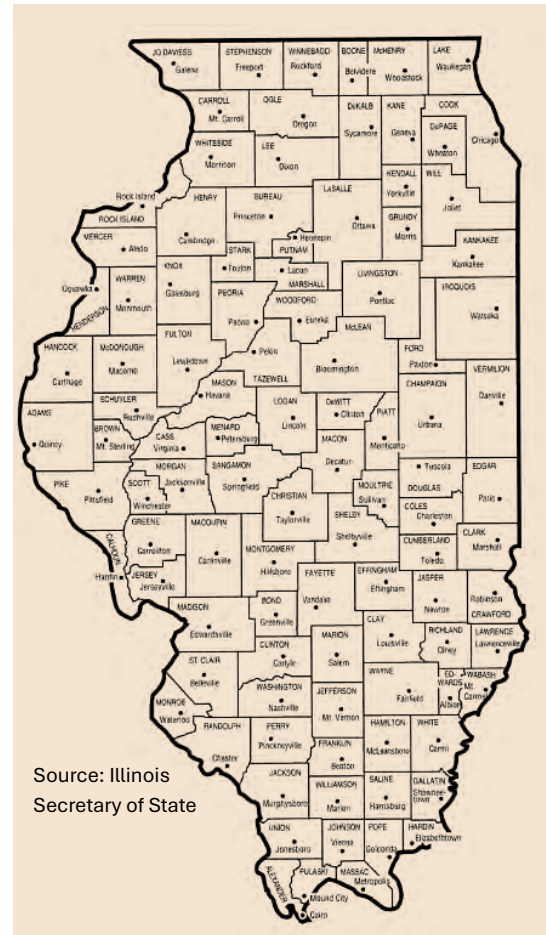 JO DAVIESS
Galena
STEPHENSON
Freeport
WINNEBAGO
Rockford
BOONE
Belvidere
McHENRY
Woodstock
LAKE
Waukegan
CARROLL
Mt. Carroll
OGLE
Oregon
DeKALB
Sycamore
KANE
Geneva
COOK
Chicago
DuPAGE
Wheaton
WHITESIDE
Morrison
LEE
Dixon
KENDALL
Yorkville
WILL
Joliet
Rock Island
ROCK ISLAND
HENRY
Cambridge
BUREAU
Princeton
LaSALLE
Ottawa
GRUNDY
Morris
MERCER
Aledo
STARK
Toulon
Hennepin
PUTNAM
Lacon
MARSHALL
KANKAKEE
Kankakee
Oquawka
HENDERSON
WARREN
Monmouth
KNOX
Galesburg
PEORIA
Peoria
WOODFORD
Eureka
LIVINGSTON
Pontiac
IROQUOIS
Watseka
HANCOCK
Carthage
McDONOUGH
Macomb
FULTON
Lewistown
Pekin
TAZEWELL
McLEAN
Bloomington
FORD
Paxton
VERMILION
Danville
ADAMS
Quincy
SCHUYLER
Rushville
BROWN
Mt. Sterling
MASON
Havana
LOGAN
Lincoln
DeWITT
Clinton
PIATT
Monticello
CHAMPAIGN
Urbana
CASS
Virginia
MENARD
Petersburg
MACON
Decatur
PIKE
Pittsfield
SCOTT
Winchester
MORGAN
Jacksonville
SANGAMON
Springfield
CHRISTIAN
Taylorville
MOULTRIE
Sullivan
Tuscola
DOUGLAS
EDGAR
Paris
COLES
Charleston
CALHOUN
Hardin
GREENE
Carrollton
MACOUPIN
Carlinville
MONTGOMERY
Hillsboro
SHELBY
Shelbyville
CUMBERLAND
Toledo
CLARK
Marshall
JERSEY
Jerseyville
FAYETTE
Vandalia
EFFINGHAM
Effingham
JASPER
Newton
Robinson
CRAWFORD
MADISON
Edwardsville
BOND
Greenville
CLAY
Louisville
RICHLAND
Olney
LAWRENCE
Lawrenceville
ST CLAIR
Belleville
CLINTON
Carlyle
MARION
Salem
WAYNE
Fairfield
ED-
WARDS
Albion
WABASH
Mt.
Carmel
MONROE
Waterloo
WASHINGTON
Nashville
JEFFERSON
Mt. Vernon
RANDOLPH
Chester
PERRY
Pinckneyville
HAMILTON
McLeansboro
WHITE
Carmi
FRANKLIN
Benton
JACKSON
Murphysboro
WILLIAMSON
Marion
SALINE
Harrisburg
GALLATIN
Shawnee-
town
UNION
Jonesboro
JOHNSON
Vienna
POPE
Golconda
HARDIN
Elizabethtown
ALEXANDER
PULASKI
MASSAC
Metropolis
Mound City
Cairo
Source: Illinois
Secretary of State